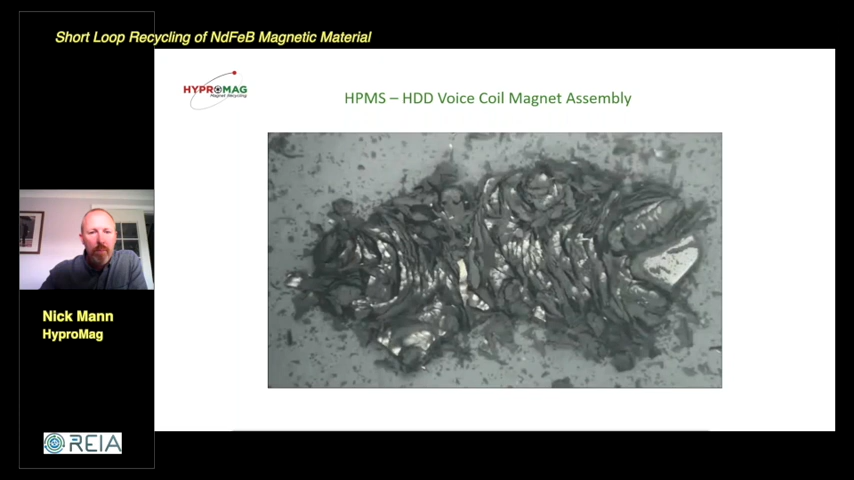 Short Loop Recycling of NdFeB Magnetic Material
HYPROMAG
Magnet Recycling
HPMS – HDD Voice Coil Magnet Assembly
Nick Mann
HyproMag
REIA